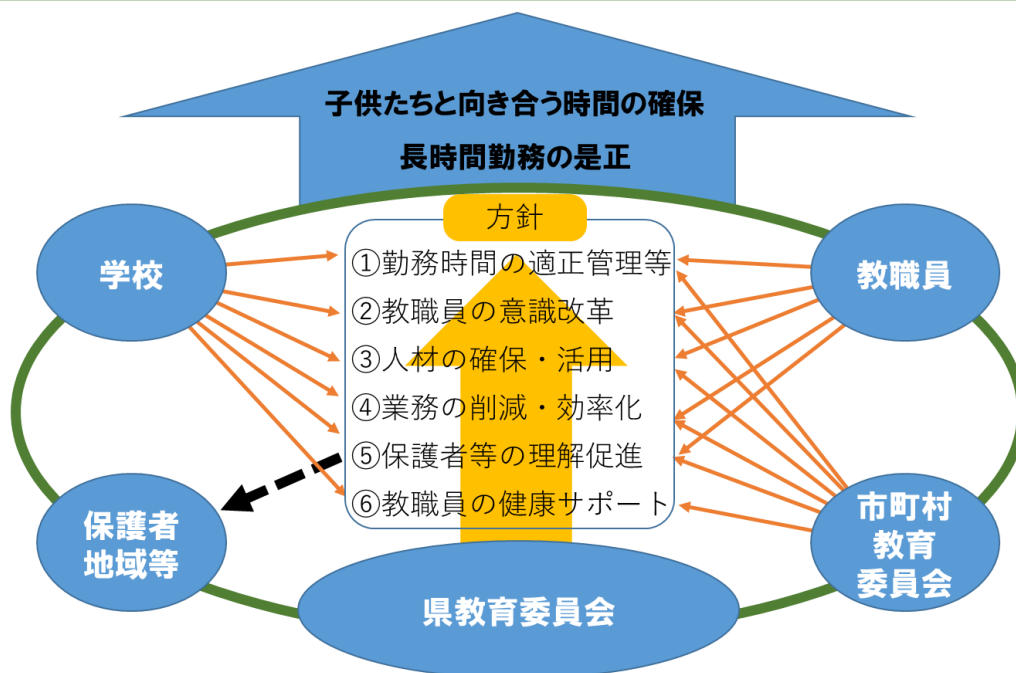 子供たちと向き合う時間の確保
長時間勤務の是正
方針
①勤務時間の適正管理等
②教職員の意識改革
③人材の確保・活用
④業務の削減・効率化
⑤保護者等の理解促進
⑥教職員の健康サポート
学校
教職員
保護者
地域等
市町村
教育
委員会
県教育委員会